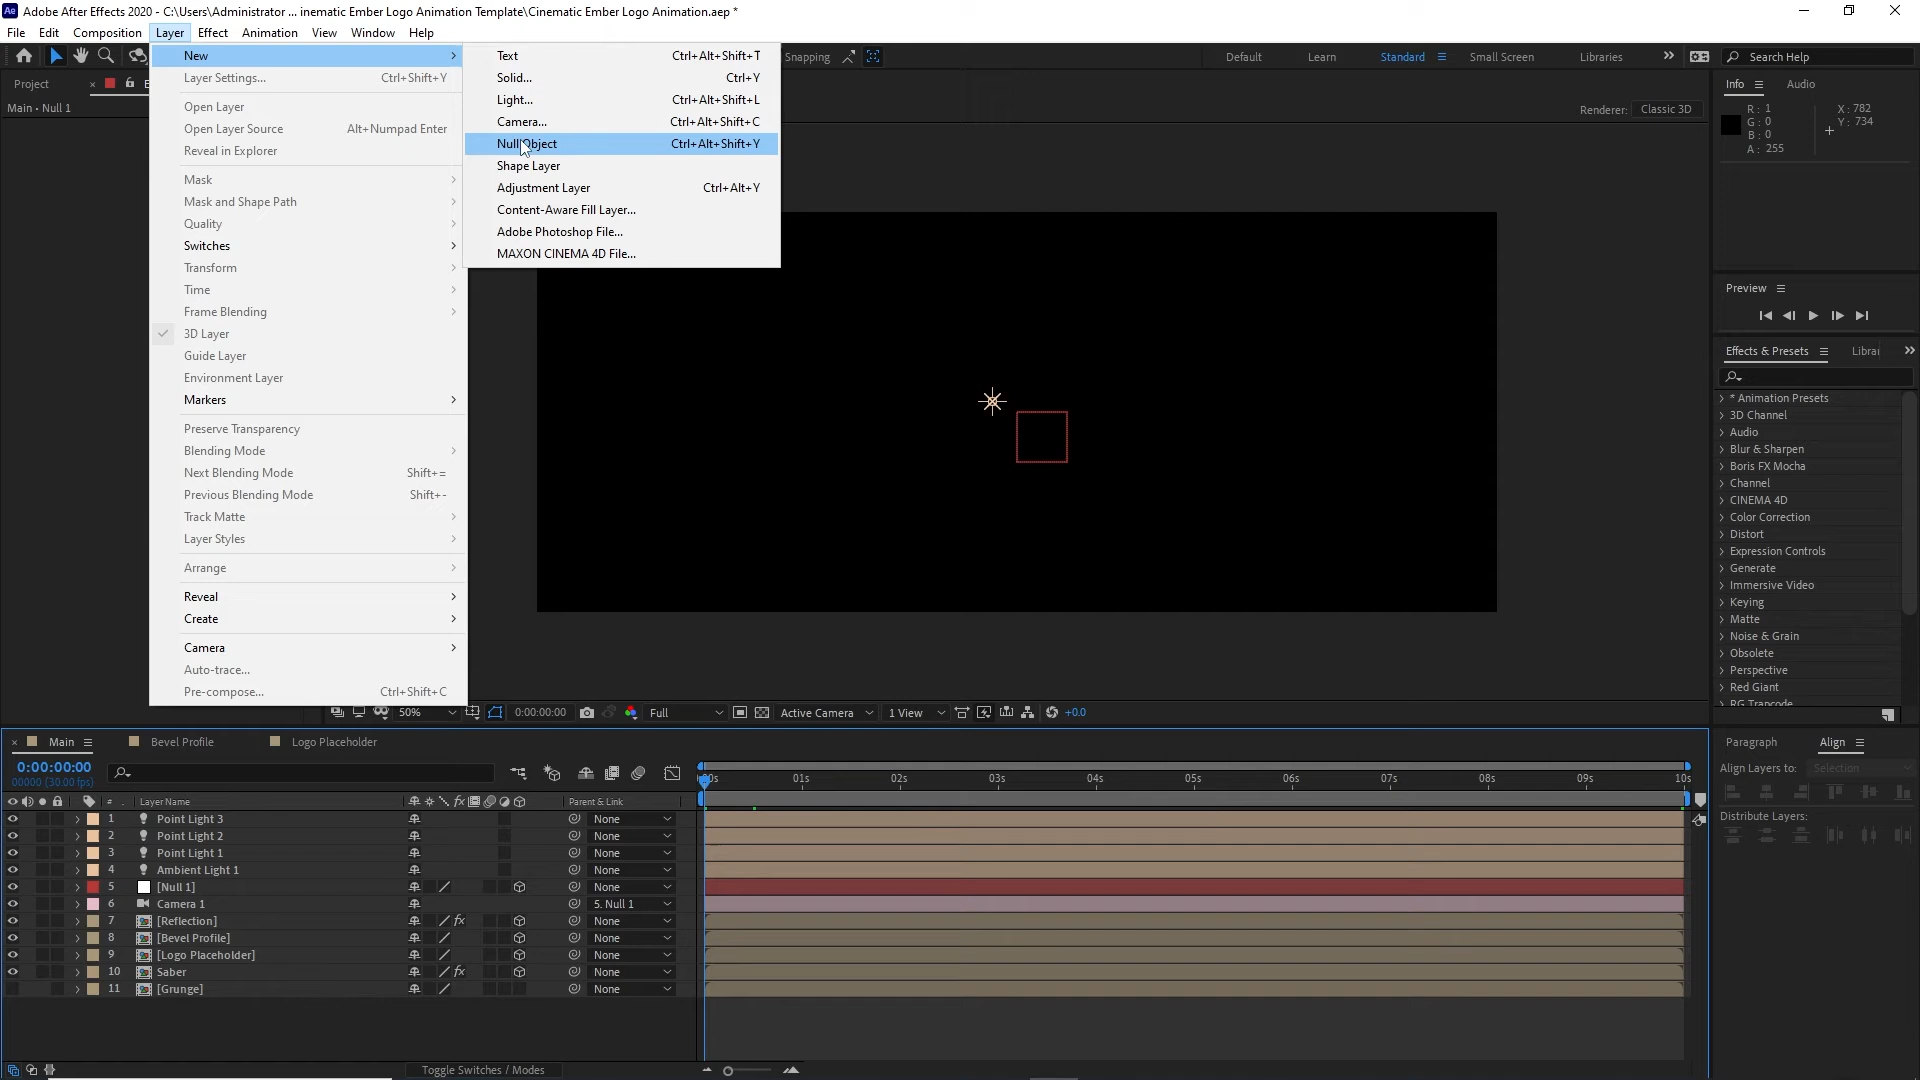 Adobe After Effects 2020 - C:\Users\Administrator ... inematic Ember Logo Animation Template\Cinematic Ember Logo Animation.aep *
File Edit Composition Layer Effect Animation View Window Help
Snapping Default Learn Standard Small Screen Libraries Search Help
Project
Main • Null 1
New
Layer Settings... Ctrl+Shift+Y
Open Layer
Open Layer Source Alt+Numpad Enter
Reveal in Explorer
Mask
Mask and Shape Path
Quality
Switches
Transform
Time
Frame Blending
3D Layer
Guide Layer
Environment Layer
Markers
Preserve Transparency
Blending Mode
Next Blending Mode Shift+=
Previous Blending Mode Shift+-
Track Matte
Layer Styles
Arrange
Reveal
Create
Camera
Auto-trace...
Pre-compose... Ctrl+Shift+C
Text Ctrl+Alt+Shift+T
Solid... Ctrl+Y
Light... Ctrl+Alt+Shift+L
Camera... Ctrl+Alt+Shift+C
Null Object Ctrl+Alt+Shift+Y
Shape Layer
Adjustment Layer Ctrl+Alt+Y
Content-Aware Fill Layer...
Adobe Photoshop File...
MAXON CINEMA 4D File...
Renderer: Classic 3D
Info Audio
R: 1 X: 782
G: 0 Y: 734
B: 0
A: 255
Preview
Effects & Presets Librar
* Animation Presets
3D Channel
Audio
Blur & Sharpen
Boris FX Mocha
Channel
CINEMA 4D
Color Correction
Distort
Expression Controls
Generate
Immersive Video
Keying
Matte
Noise & Grain
Obsolete
Perspective
Red Giant
RG Trapcode
50% 0:00:00:00 Full Active Camera 1 View +0.0
Main Bevel Profile Logo Placeholder
0:00:00:00
00000 (30.00 fps)
:00s 01s 02s 03s 04s 05s 06s 07s 08s 09s 10s
# Layer Name Parent & Link
1 Point Light 3 None
2 Point Light 2 None
3 Point Light 1 None
4 Ambient Light 1 None
5 [Null 1] None
6 Camera 1 5. Null 1
7 [Reflection] None
8 [Bevel Profile] None
9 [Logo Placeholder] None
10 Saber None
11 [Grunge] None
Toggle Switches / Modes
Paragraph Align
Align Layers to: Selection
Distribute Layers: